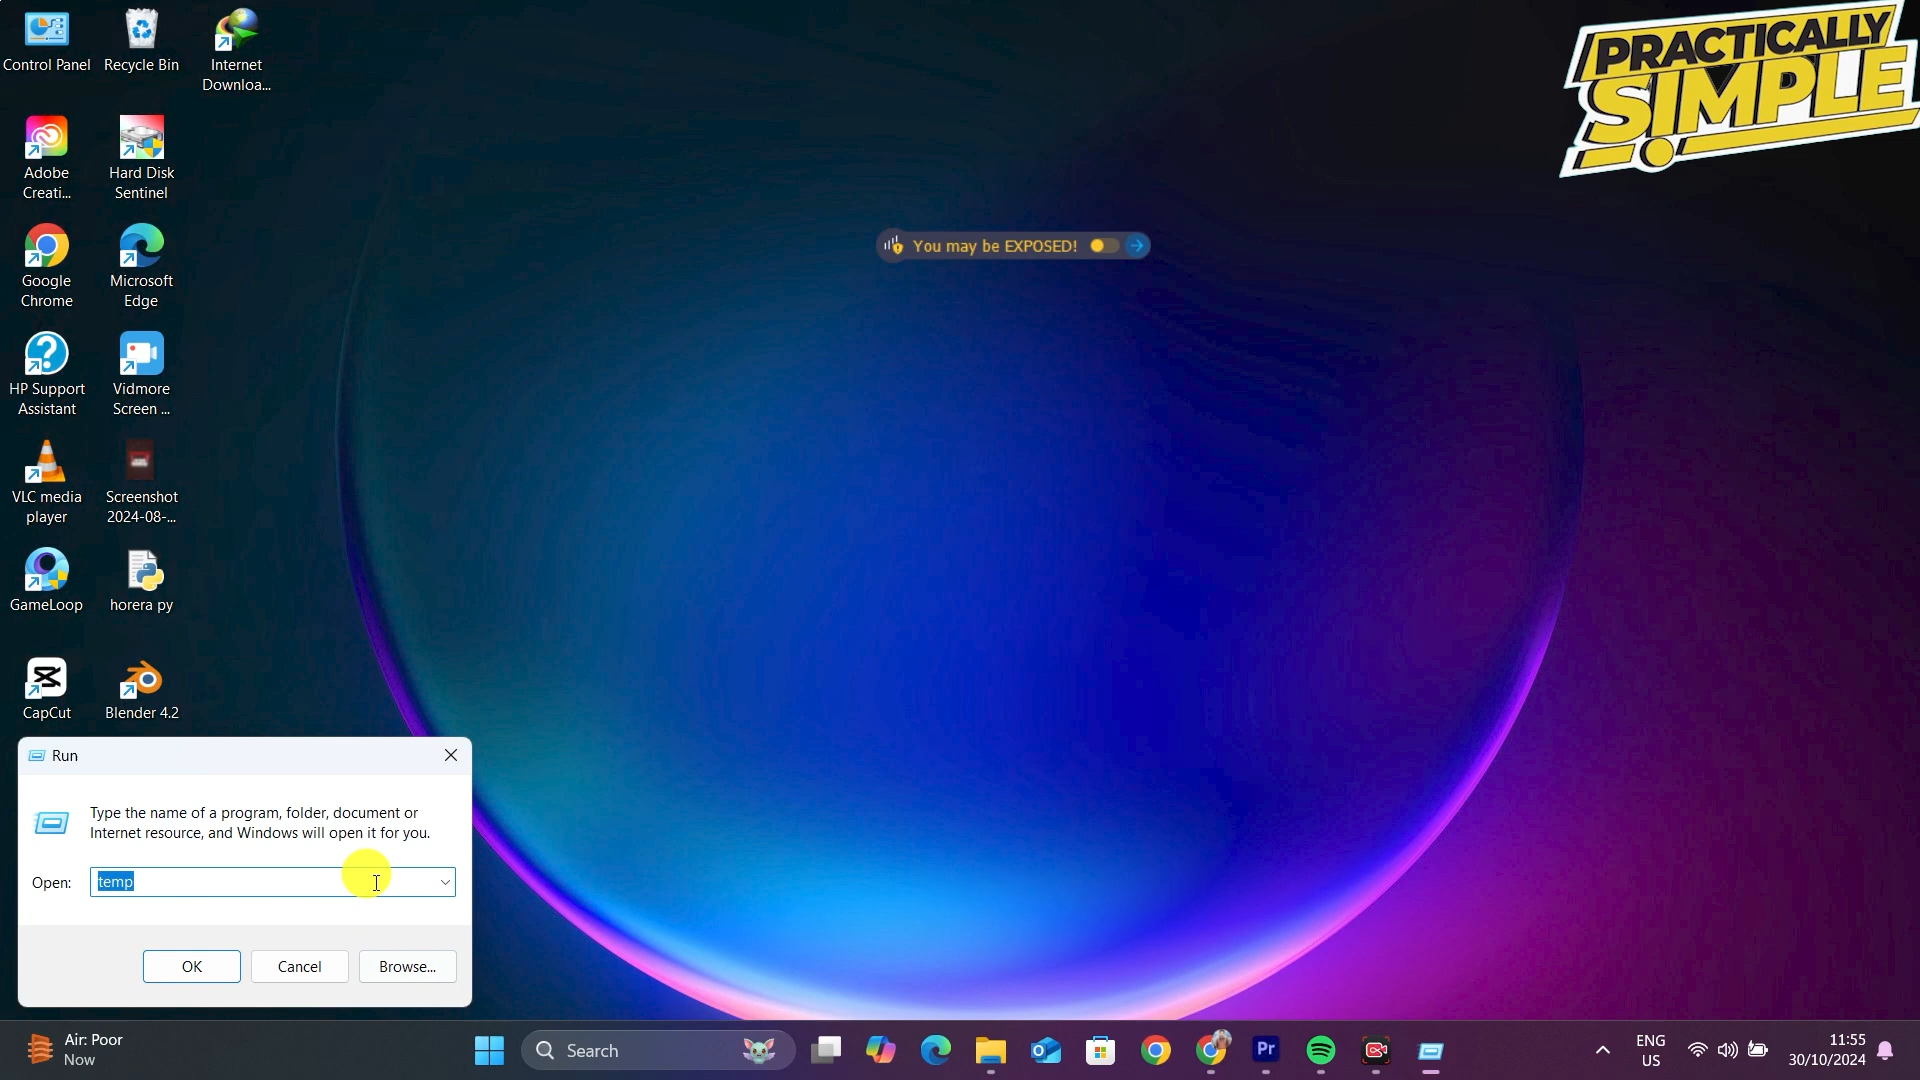 Control Panel
Recycle Bin
Internet
Downloa...
PRACTICALLY
SIMPLE
Adobe
Creati...
Hard Disk
Sentinel
You may be EXPOSED!
Google
Chrome
Microsoft
Edge
HP Support
Assistant
Vidmore
Screen ...
VLC media
player
Screenshot
2024-08-...
GameLoop
horera py
CapCut
Blender 4.2
Run
Type the name of a program, folder, document or
Internet resource, and Windows will open it for you.
Open: temp
OK
Cancel
Browse...
Air: Poor
Now
Search
Pr
ENG
US
11:55
30/10/2024